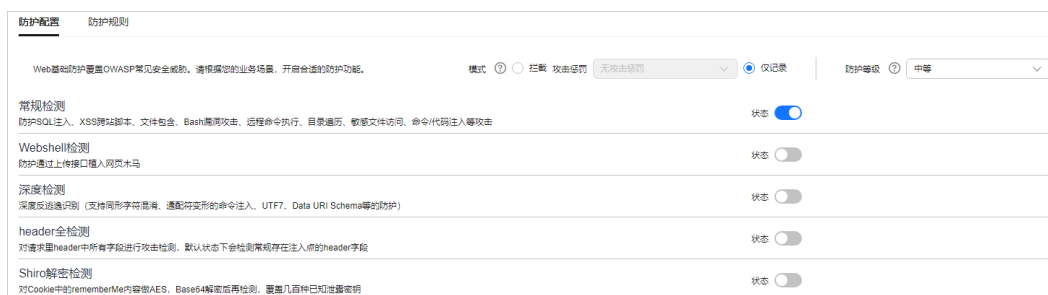 防护配置 防护规则
Web基础防护覆盖OWASP常见安全威胁。请根据您的业务场景，开启合适的防护功能。 模式 ? 拦截 攻击惩罚 无攻击惩罚 仅记录 防护等级 ? 中等
常规检测
防护SQL注入、XSS跨站脚本、文件包含、Bash漏洞攻击、远程命令执行、目录遍历、敏感文件访问、命令/代码注入等攻击 状态
Webshell检测
防护通过上传接口植入网页木马 状态
深度检测
深度反逃逸识别（支持同形字符混淆、通配符变形的命令注入、UTF7、Data URI Schema等的防护） 状态
header全检测
对请求里header中所有字段进行攻击检测，默认状态下会检测常规存在注入点的header字段 状态
Shiro解密检测
对Cookie中的rememberMe内容做AES，Base64解密后再检测，覆盖几百种已知泄露密钥 状态